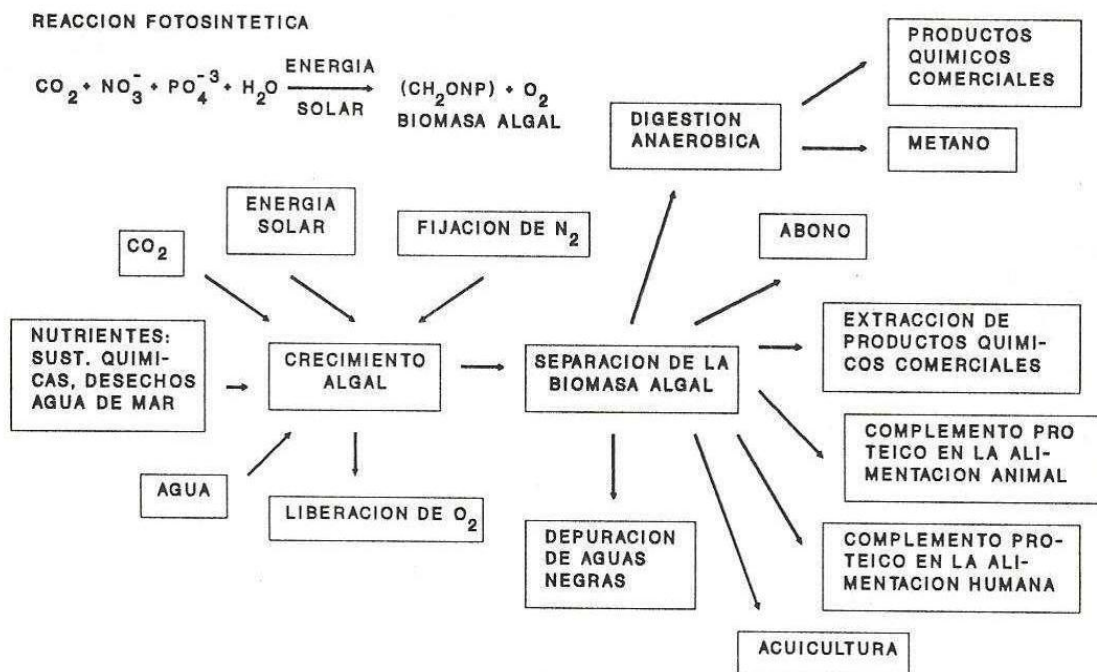 REACCION FOTOSINTETICA
CO2 + NO3- + PO4-3 + H2O ENERGIA SOLAR (CH2ONP) + O2
BIOMASA ALGAL
DIGESTION
ANAEROBICA
PRODUCTOS
QUIMICOS
COMERCIALES
METANO
ENERGIA
SOLAR
FIJACION DE N2
CO2
ABONO
NUTRIENTES:
SUST. QUIMI-
CAS, DESECHOS
AGUA DE MAR
CRECIMIENTO
ALGAL
SEPARACION DE LA
BIOMASA ALGAL
EXTRACCION DE
PRODUCTOS QUIMI-
COS COMERCIALES
COMPLEMENTO PRO
TEICO EN LA ALI-
MENTACION ANIMAL
AGUA
LIBERACION DE O2
DEPURACION
DE AGUAS
NEGRAS
COMPLEMENTO PRO-
TEICO EN LA ALI-
MENTACION HUMANA
ACUICULTURA